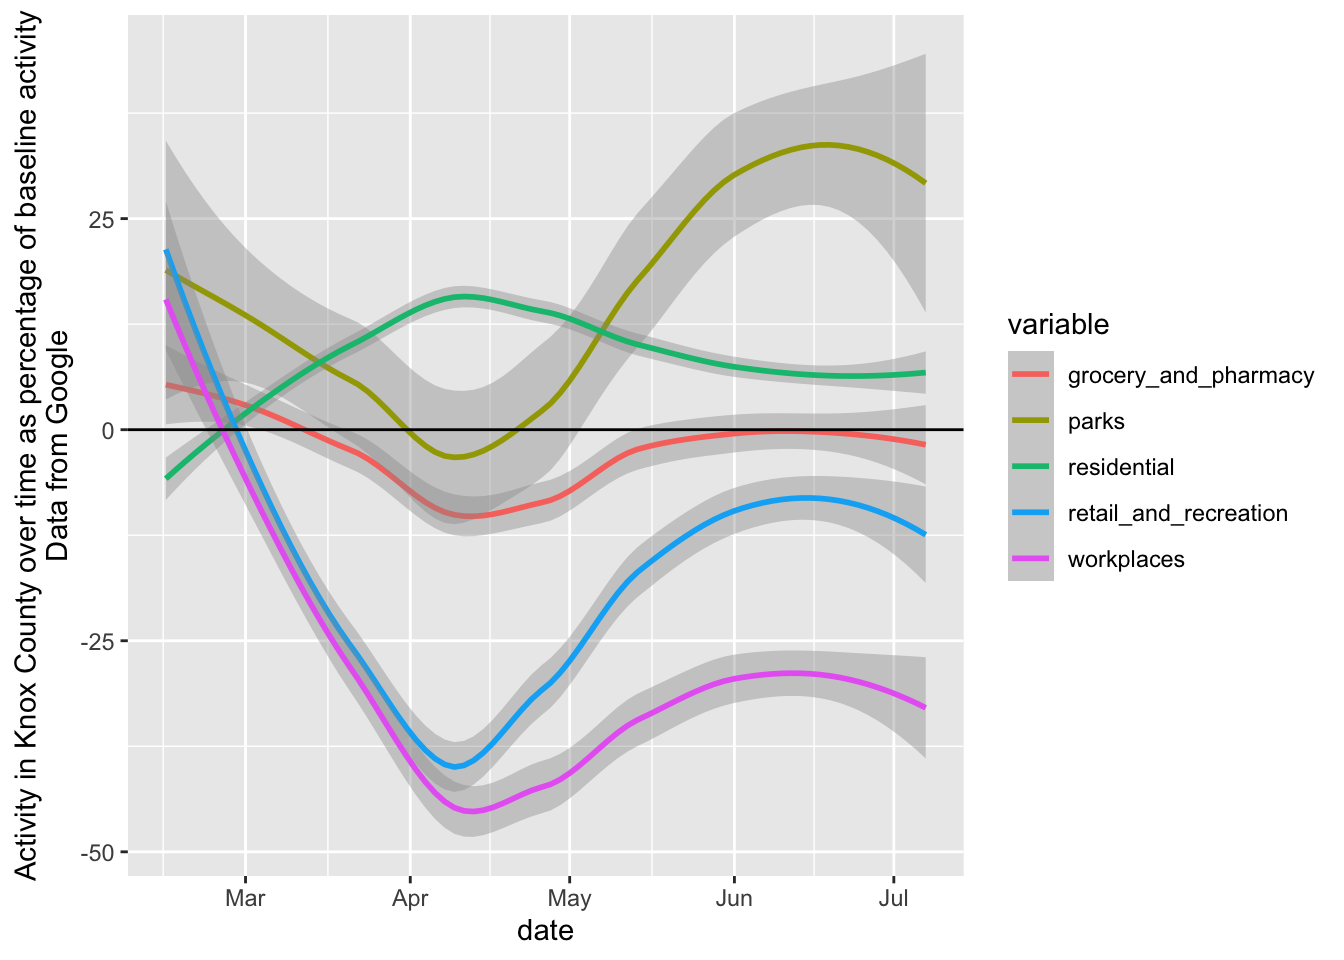 Activity in Knox County over time as percentage of baseline activity
Data from Google
25
0
-25
-50
Mar
Apr
May
Jun
Jul
date
variable
grocery_and_pharmacy
parks
residential
retail_and_recreation
workplaces